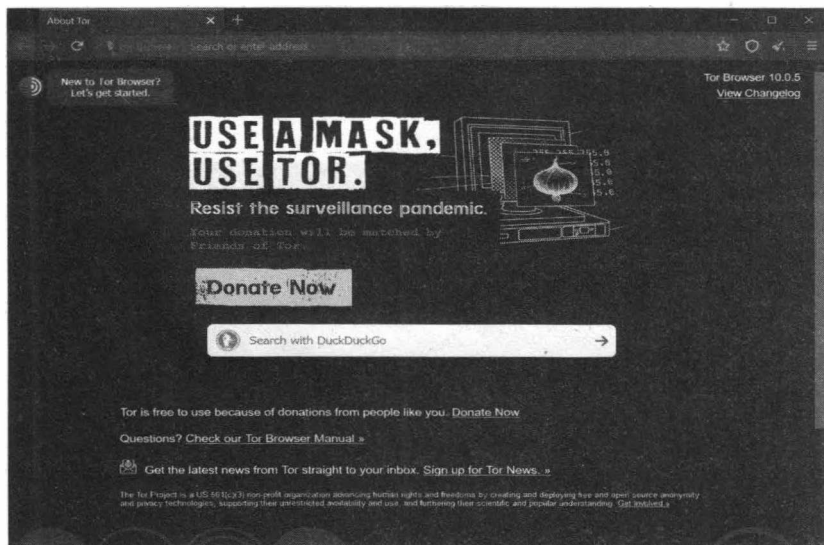 About Tor
Search or enter address
New to Tor Browser?
Let's get started.
Tor Browser 10.0.5
View Changelog
USE A MASK,
USE TOR.
Resist the surveillance pandemic.
Your donation will be matched by
Friends of Tor.
Donate Now
Search with DuckDuckGo
Tor is free to use because of donations from people like you. Donate Now
Questions? Check our Tor Browser Manual »
Get the latest news from Tor straight to your inbox. Sign up for Tor News. »
The Tor Project is a US 501(c)(3) non-profit organization advancing human rights and freedoms by creating and deploying free and open source anonymity
and privacy technologies, supporting their unrestricted availability and use, and furthering their scientific and popular understanding. Get involved »